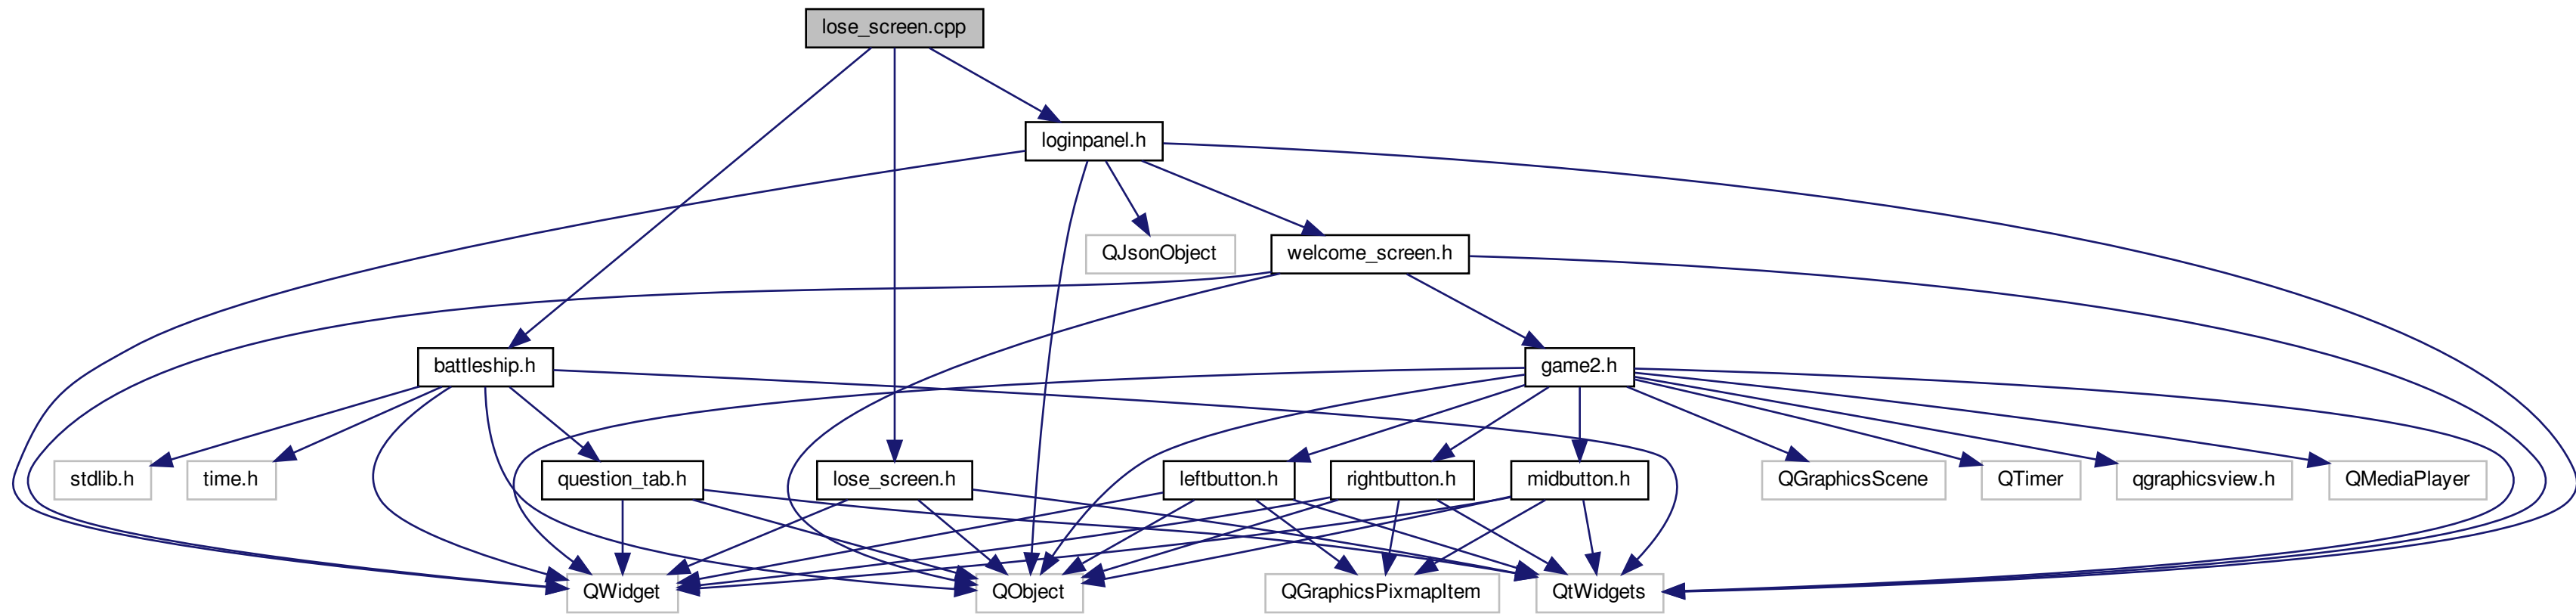 lose_screen.cpp
loginpanel.h
QJsonObject
welcome_screen.h
battleship.h
game2.h
stdlib.h
time.h
question_tab.h
lose_screen.h
leftbutton.h
rightbutton.h
midbutton.h
QGraphicsScene
QTimer
qgraphicsview.h
QMediaPlayer
QWidget
QObject
QGraphicsPixmapItem
QtWidgets